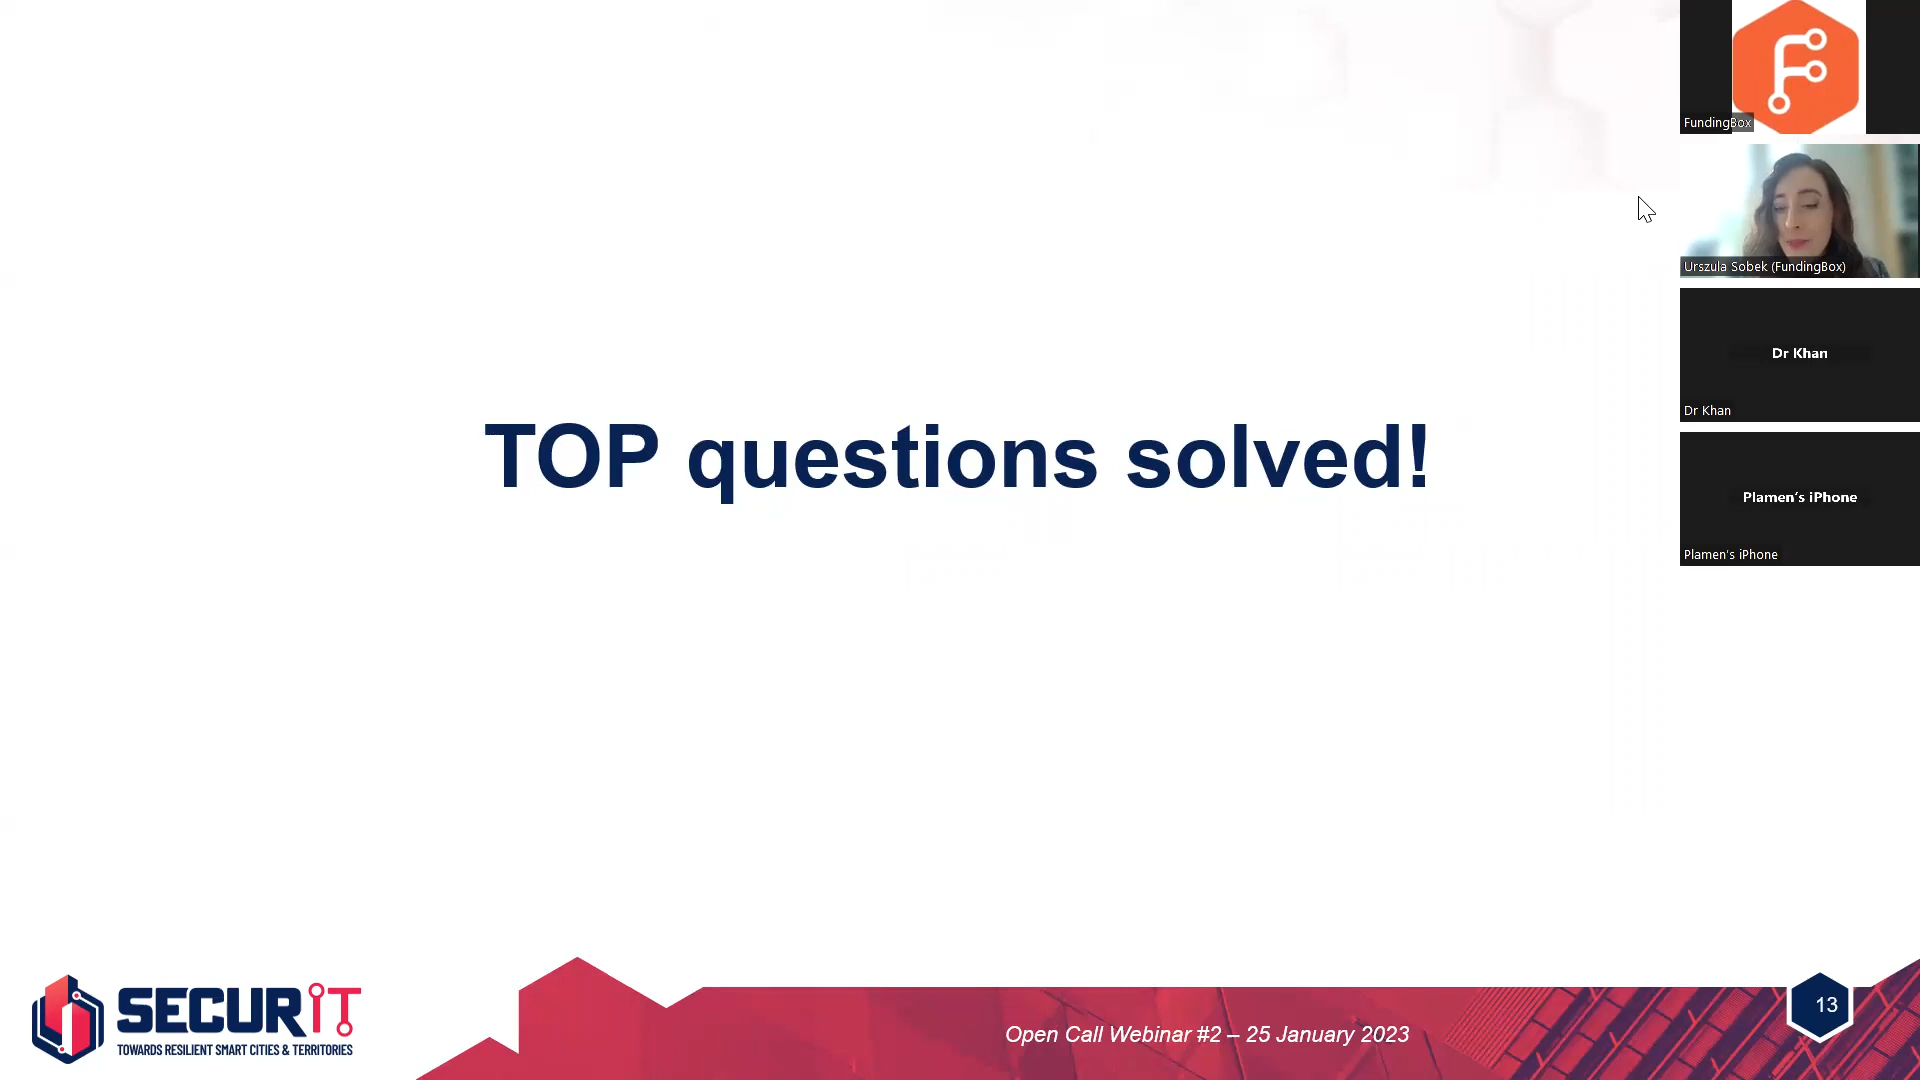 TOP questions solved!
FundingBox
Urszula Sobek (FundingBox)
Dr Khan
Dr Khan
Plamen's iPhone
Plamen's iPhone
SECURIT
TOWARDS RESILIENT SMART CITIES & TERRITORIES
Open Call Webinar #2 – 25 January 2023
13